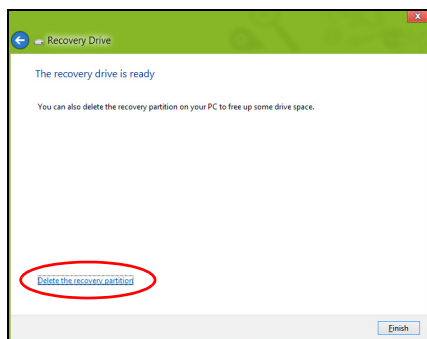 Recovery Drive
The recovery drive is ready
You can also delete the recovery partition on your PC to free up some drive space.
Delete the recovery partition
Finish